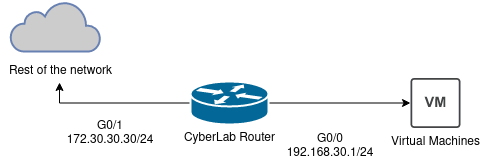 Rest of the network
G0/1
172.30.30.30/24
CyberLab Router
G0/0
192.168.30.1/24
VM
Virtual Machines